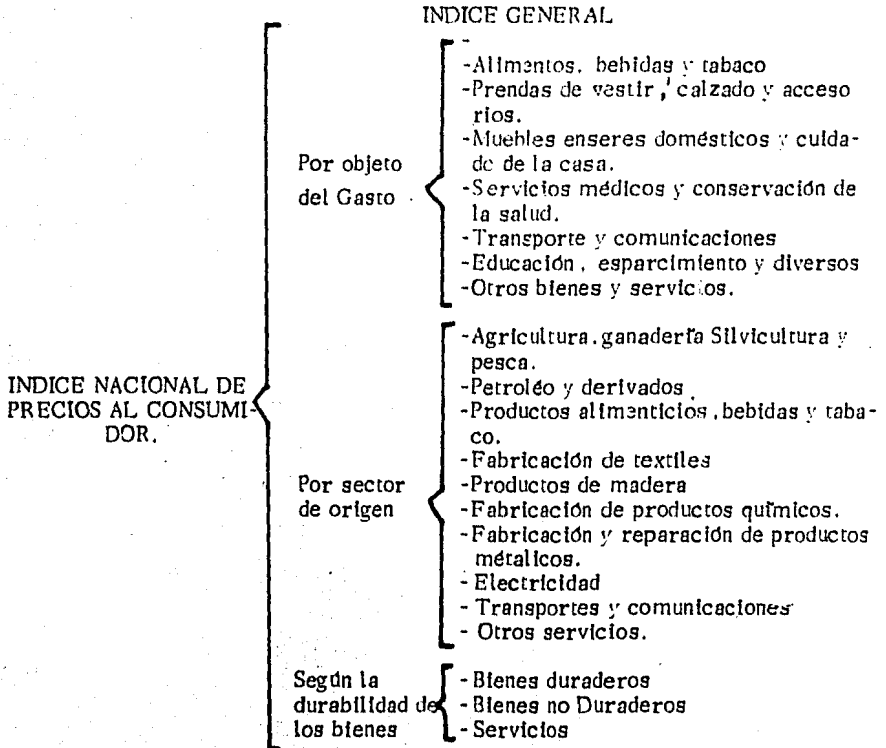 INDICE GENERAL
INDICE NACIONAL DE
PRECIOS AL CONSUMI-
DOR.
Por objeto
del Gasto
-
-Alimentos, bebidas y tabaco
-Prendas de vestir, calzado y acceso
rios.
-Muebles enseres domésticos y cuida-
do de la casa.
-Servicios médicos y conservación de
la salud.
-Transporte y comunicaciones
-Educación, esparcimiento y diversos
-Otros bienes y servicios.
Por sector
de origen
-Agricultura.ganadería Silvicultura y
pesca.
-Petroléo y derivados
-Productos alimenticios,bebidas y taba-
co.
-Fabricación de textiles
-Productos de madera
-Fabricación de productos químicos.
-Fabricación y reparación de productos
métalicos.
- Electricidad
- Transportes y comunicaciones
- Otros servicios.
Según la
durabilidad de
los bienes
- Bienes duraderos
- Bienes no Duraderos
- Servicios